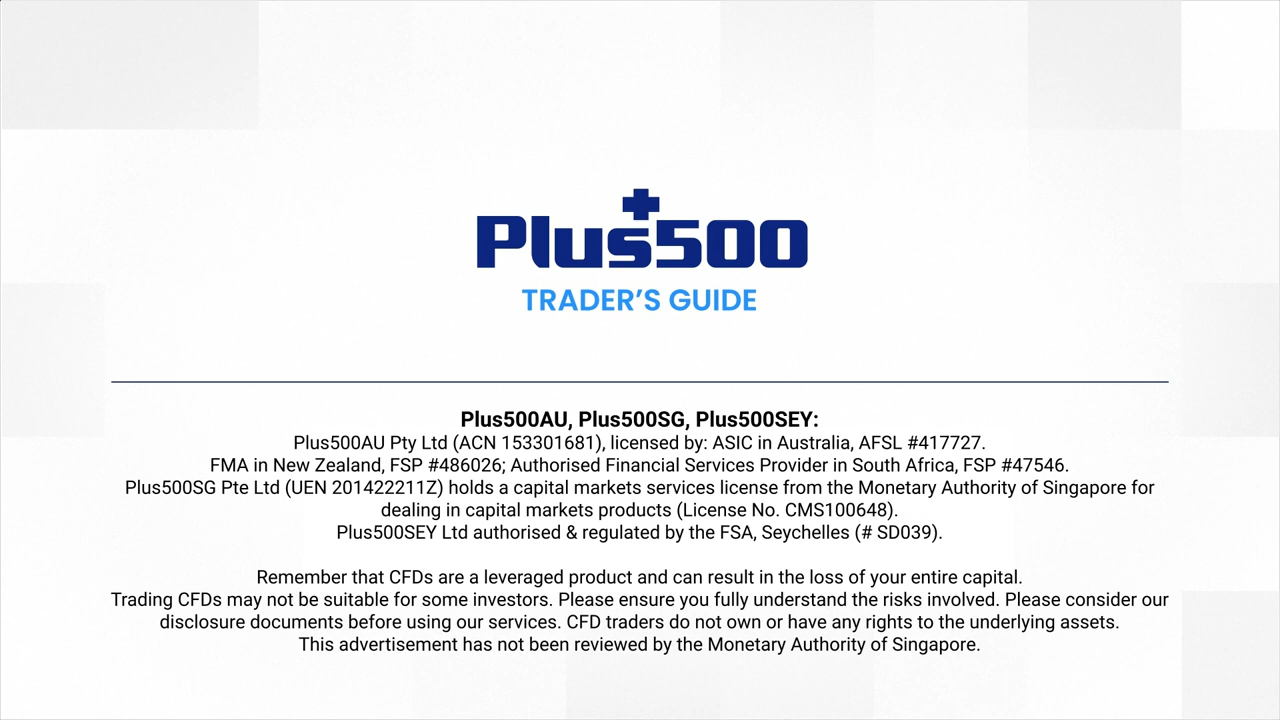 Plus500
TRADER'S GUIDE
Plus500AU, Plus500SG, Plus500SEY:
Plus500AU Pty Ltd (ACN 153301681), licensed by: ASIC in Australia, AFSL #417727.
FMA in New Zealand, FSP #486026; Authorised Financial Services Provider in South Africa, FSP #47546.
Plus500SG Pte Ltd (UEN 201422211Z) holds a capital markets services license from the Monetary Authority of Singapore for
dealing in capital markets products (License No. CMS100648).
Plus500SEY Ltd authorised & regulated by the FSA, Seychelles (# SD039).
Remember that CFDs are a leveraged product and can result in the loss of your entire capital.
Trading CFDs may not be suitable for some investors. Please ensure you fully understand the risks involved. Please consider our
disclosure documents before using our services. CFD traders do not own or have any rights to the underlying assets.
This advertisement has not been reviewed by the Monetary Authority of Singapore.